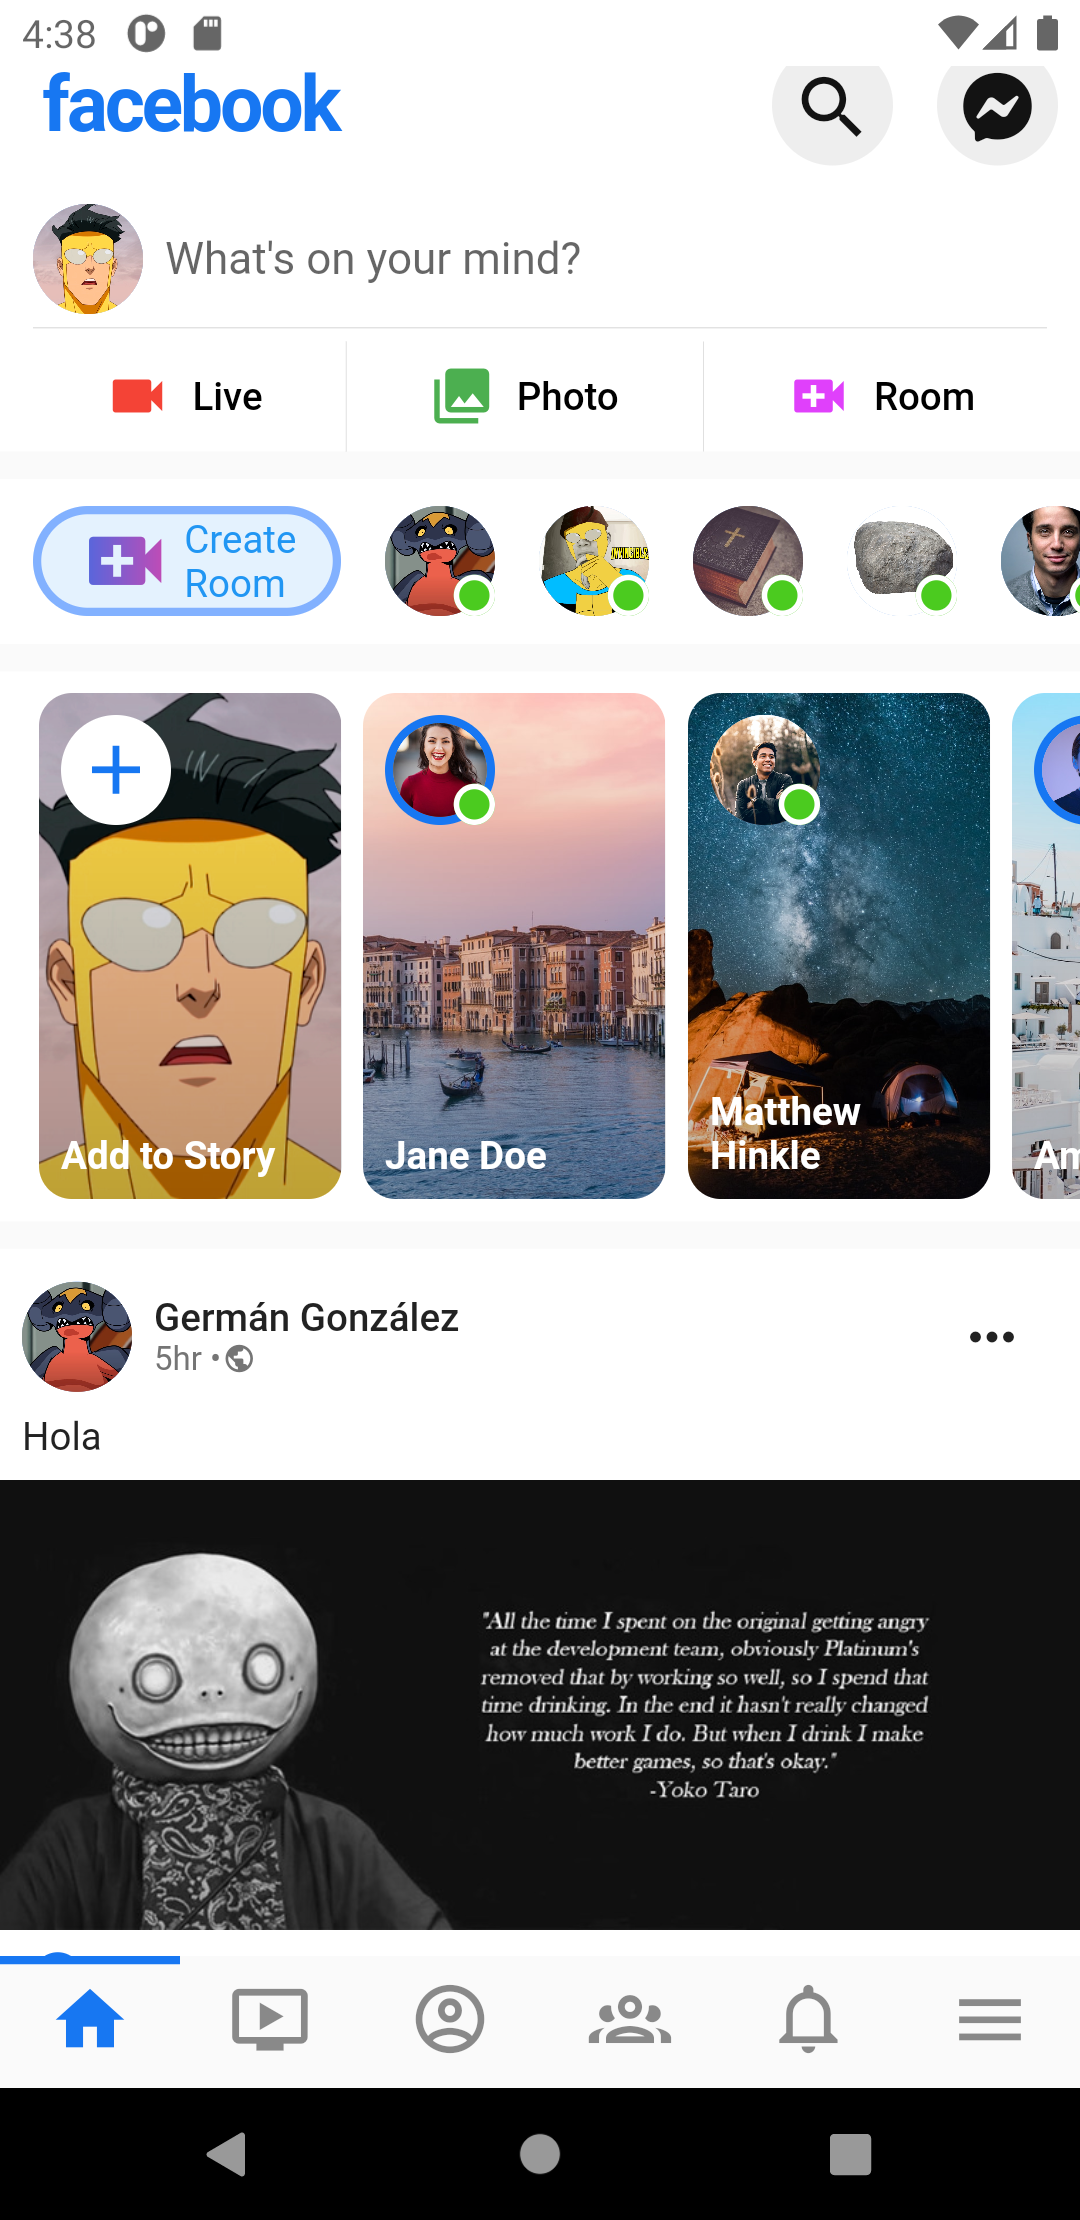 4:38
facebook
What's on your mind?
Live
Photo
Room
Create
Room
Add to Story
Jane Doe
Matthew
Hinkle
Am
Germán González
5hr •
Hola
"All the time I spent on the original getting angry
at the development team, obviously Platinum's
removed that by working so well, so I spend that
time drinking. In the end it hasn't really changed
how much work I do. But when I drink I make
better games, so that's okay."
-Yoko Taro